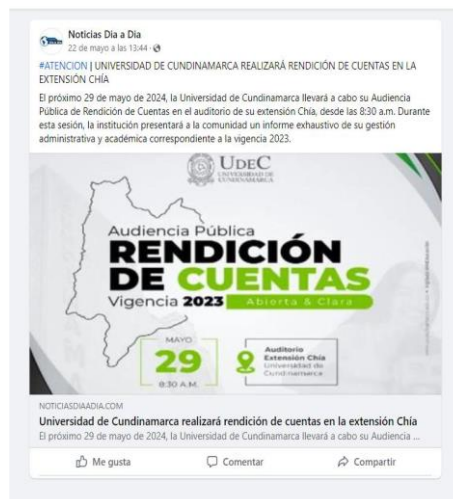 Noticias Dia a Dia
22 de mayo a las 13:44 ·
#ATENCION | UNIVERSIDAD DE CUNDINAMARCA REALIZARÁ RENDICIÓN DE CUENTAS EN LA
EXTENSIÓN CHÍA
El próximo 29 de mayo de 2024, la Universidad de Cundinamarca llevará a cabo su Audiencia
Pública de Rendición de Cuentas en el auditorio de su extensión Chía, desde las 8:30 a.m. Durante
esta sesión, la institución presentará a la comunidad un informe exhaustivo de su gestión
administrativa y académica correspondiente a la vigencia 2023.
UDEC
UNIVERSIDAD DE
CUNDINAMARCA
Audiencia Pública
RENDICIÓN
DE CUENTAS
Vigencia 2023 Abierta & Clara
MAYO
29
8:30 A.M.
Auditorio
Extensión Chía
Universidad de
Cundinamarca
NOTICIASDIAADIA.COM
Universidad de Cundinamarca realizará rendición de cuentas en la extensión Chía
El próximo 29 de mayo de 2024, la Universidad de Cundinamarca llevará a cabo su Audiencia ...
Me gusta Comentar Compartir